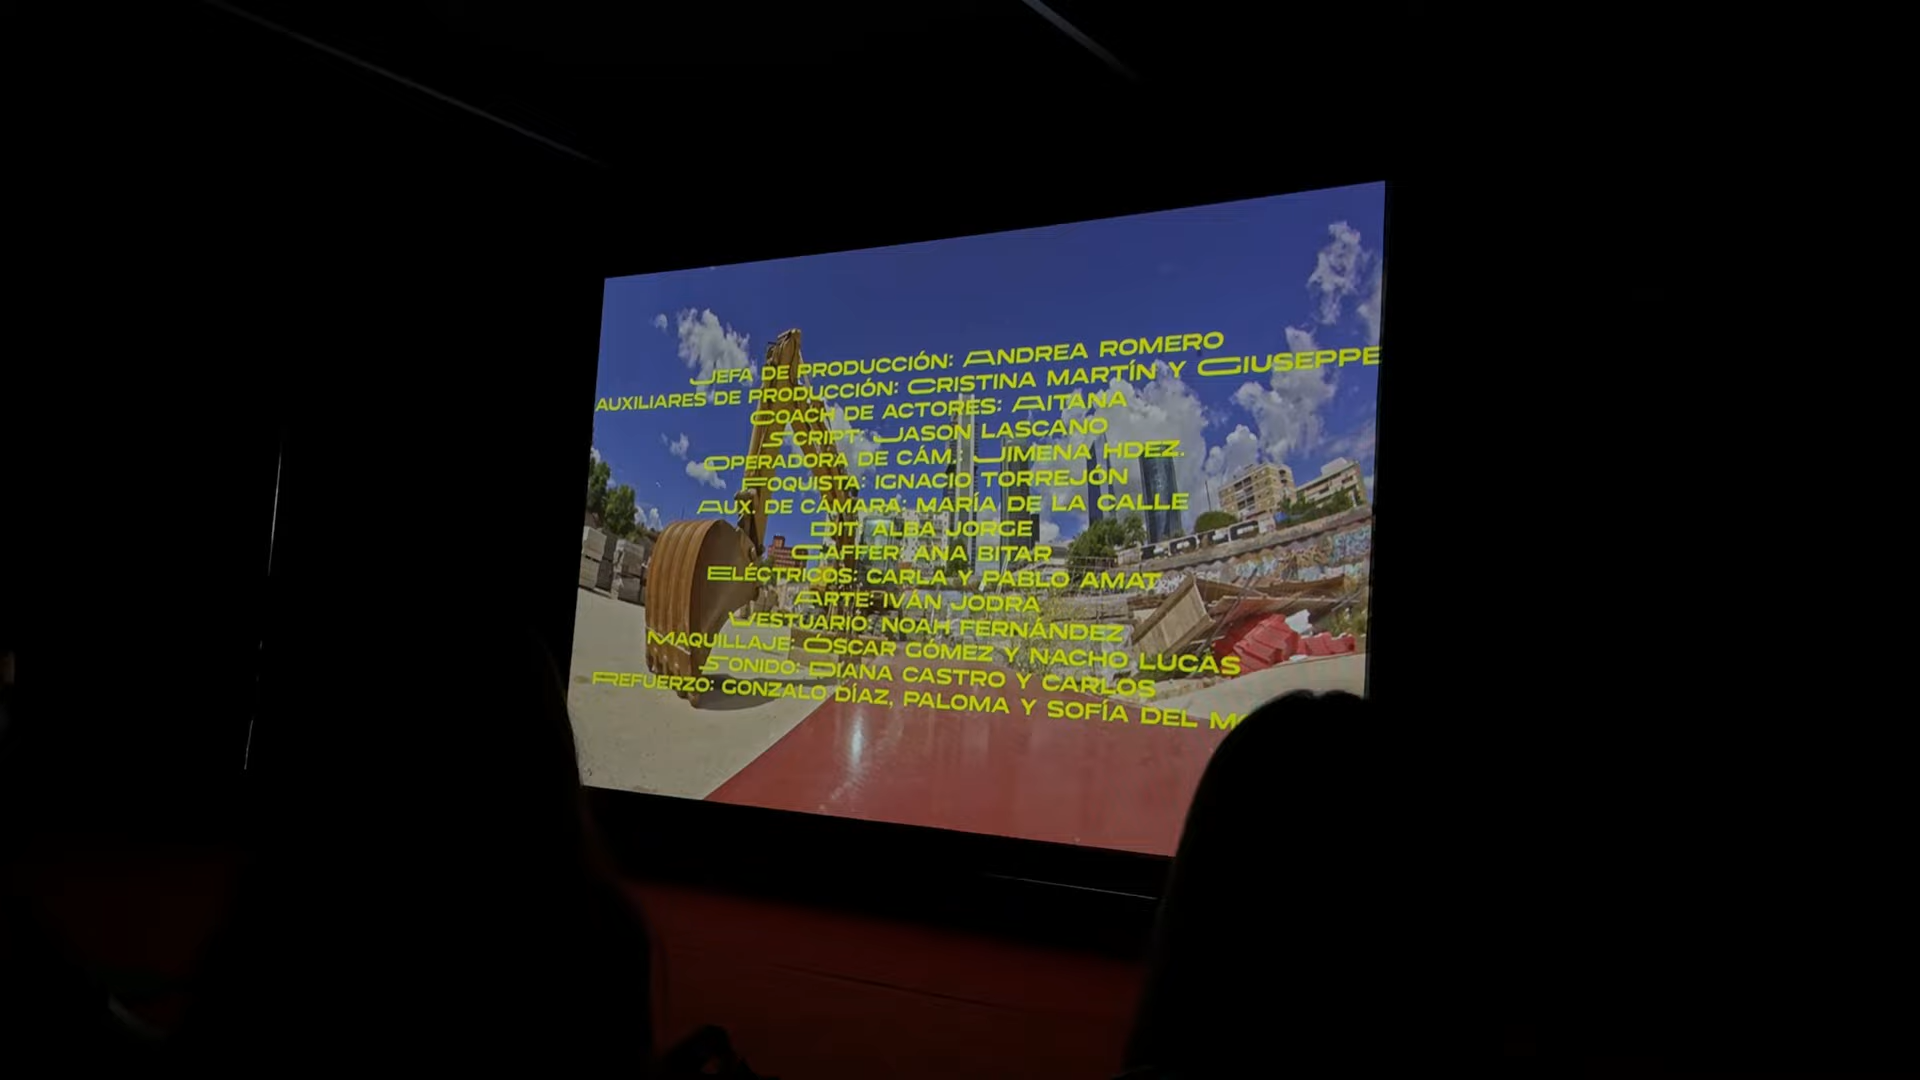 Jefa de producción: Andrea Romero
Auxiliares de producción: Cristina Martín y Giuseppe
Coach de actores: Aitana
Script: Jason Lascano
Operadora de cám.: Jimena Hdez.
Foquista: Ignacio Torrejón
Aux. de cámara: María de la Calle
Dit: Alba Jorge
Gaffer: Ana Bitar
Eléctricos: Carla y Pablo Amat
Arte: Iván Jodra
Vestuario: Noah Fernández
Maquillaje: Óscar Gómez y Nacho Lucas
Sonido: Diana Castro y Carlos
Refuerzo: Gonzalo Díaz, Paloma y Sofía del
LOLO